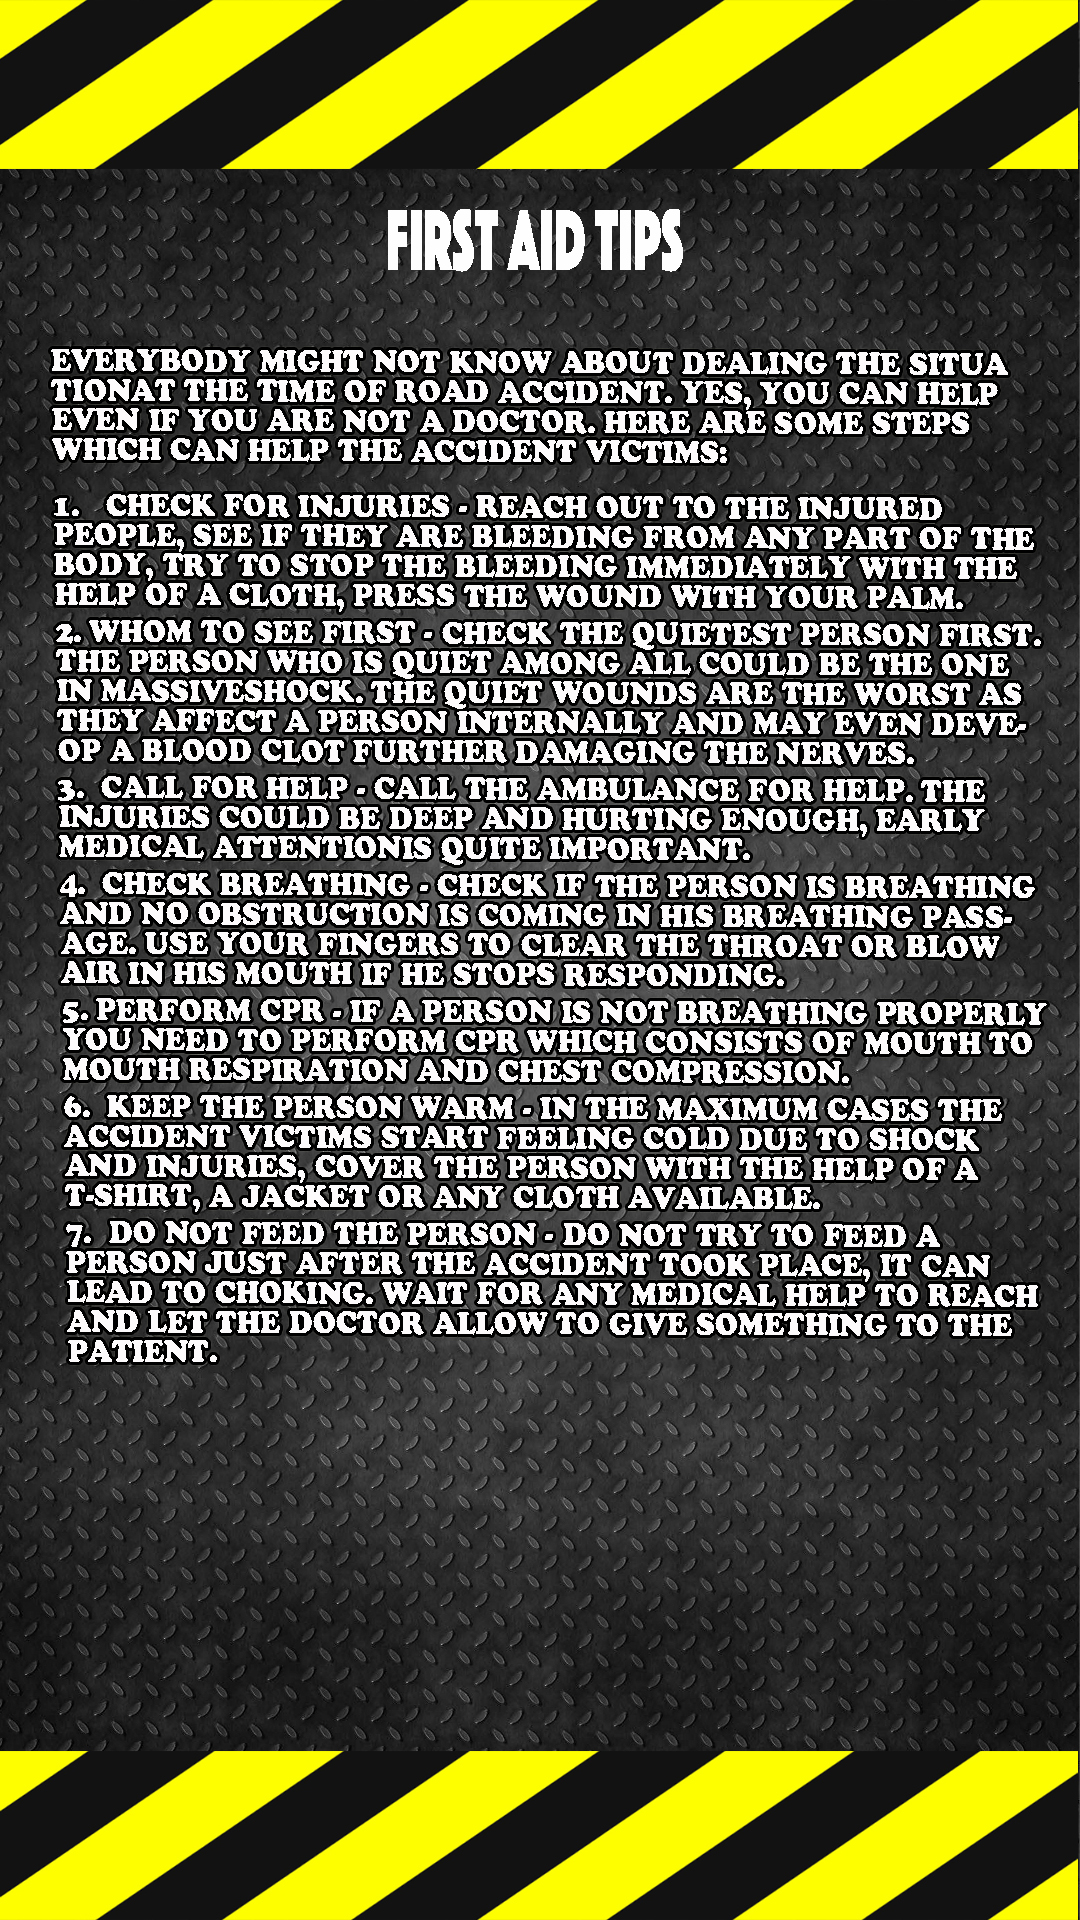 FIRST AID TIPS
EVERYBODY MIGHT NOT KNOW ABOUT DEALING THE SITUA
TIONAT THE TIME OF ROAD ACCIDENT. YES, YOU CAN HELP
EVEN IF YOU ARE NOT A DOCTOR. HERE ARE SOME STEPS
WHICH CAN HELP THE ACCIDENT VICTIMS:
1. CHECK FOR INJURIES - REACH OUT TO THE INJURED
PEOPLE, SEE IF THEY ARE BLEEDING FROM ANY PART OF THE
BODY, TRY TO STOP THE BLEEDING IMMEDIATELY WITH THE
HELP OF A CLOTH, PRESS THE WOUND WITH YOUR PALM.
2. WHOM TO SEE FIRST - CHECK THE QUIETEST PERSON FIRST.
THE PERSON WHO IS QUIET AMONG ALL COULD BE THE ONE
IN MASSIVESHOCK. THE QUIET WOUNDS ARE THE WORST AS
THEY AFFECT A PERSON INTERNALLY AND MAY EVEN DEVE-
OP A BLOOD CLOT FURTHER DAMAGING THE NERVES.
3. CALL FOR HELP - CALL THE AMBULANCE FOR HELP. THE
INJURIES COULD BE DEEP AND HURTING ENOUGH, EARLY
MEDICAL ATTENTIONIS QUITE IMPORTANT.
4. CHECK BREATHING - CHECK IF THE PERSON IS BREATHING
AND NO OBSTRUCTION IS COMING IN HIS BREATHING PASS-
AGE. USE YOUR FINGERS TO CLEAR THE THROAT OR BLOW
AIR IN HIS MOUTH IF HE STOPS RESPONDING.
5. PERFORM CPR - IF A PERSON IS NOT BREATHING PROPERLY
YOU NEED TO PERFORM CPR WHICH CONSISTS OF MOUTH TO
MOUTH RESPIRATION AND CHEST COMPRESSION.
6. KEEP THE PERSON WARM - IN THE MAXIMUM CASES THE
ACCIDENT VICTIMS START FEELING COLD DUE TO SHOCK
AND INJURIES, COVER THE PERSON WITH THE HELP OF A
T-SHIRT, A JACKET OR ANY CLOTH AVAILABLE.
7. DO NOT FEED THE PERSON - DO NOT TRY TO FEED A
PERSON JUST AFTER THE ACCIDENT TOOK PLACE, IT CAN
LEAD TO CHOKING. WAIT FOR ANY MEDICAL HELP TO REACH
AND LET THE DOCTOR ALLOW TO GIVE SOMETHING TO THE
PATIENT.